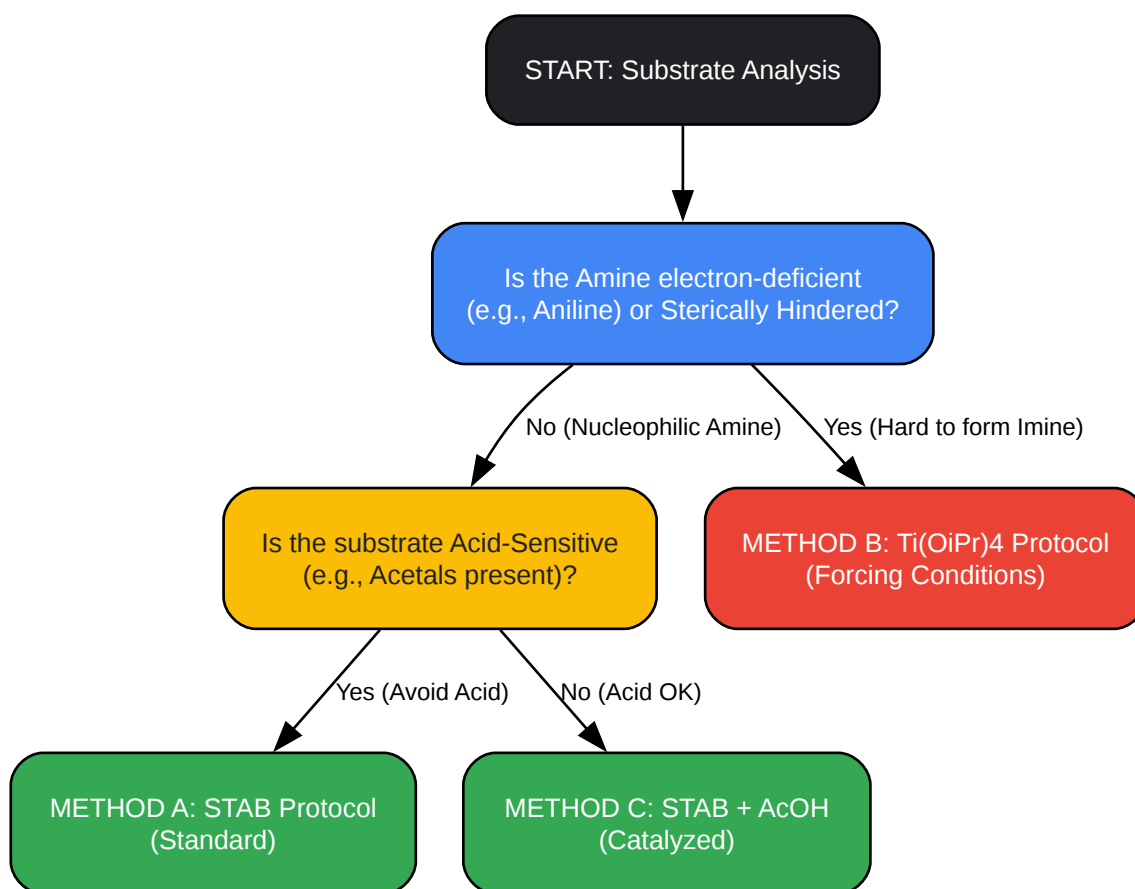 START: Substrate Analysis
Is the Amine electron-deficient
(e.g., Aniline) or Sterically Hindered?
No (Nucleophilic Amine)
Yes (Hard to form Imine)
Is the substrate Acid-Sensitive
(e.g., Acetals present)?
METHOD B: Ti(OiPr)4 Protocol
(Forcing Conditions)
Yes (Avoid Acid)
No (Acid OK)
METHOD A: STAB Protocol
(Standard)
METHOD C: STAB + AcOH
(Catalyzed)